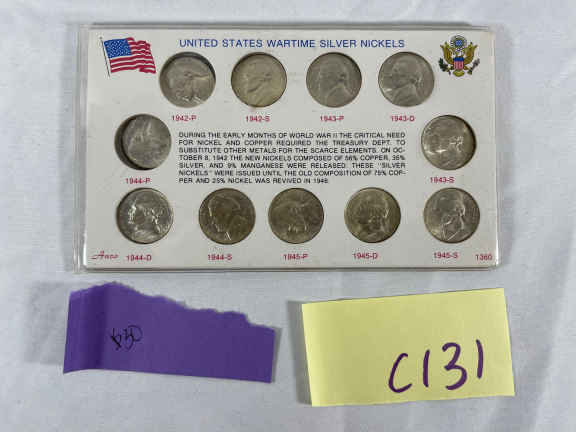 UNITED STATES WARTIME SILVER NICKELS
1942-P 1942-S 1943-P 1943-D
DURING THE EARLY MONTHS OF WORLD WAR II THE CRITICAL NEED
FOR NICKEL AND COPPER REQUIRED THE TREASURY DEPT. TO
SUBSTITUTE OTHER METALS FOR THE SCARCE ELEMENTS. ON OC-
TOBER 8, 1942 THE NEW NICKELS COMPOSED OF 56% COPPER, 35%
SILVER, AND 9% MANGANESE WERE RELEASED. THESE "SILVER
NICKELS" WERE ISSUED UNTIL THE OLD COMPOSITION OF 75% COP-
PER AND 25% NICKEL WAS REVIVED IN 1946.
1944-P 1943-S
Anco 1944-D 1944-S 1945-P 1945-D 1945-S 1360
$30
C131